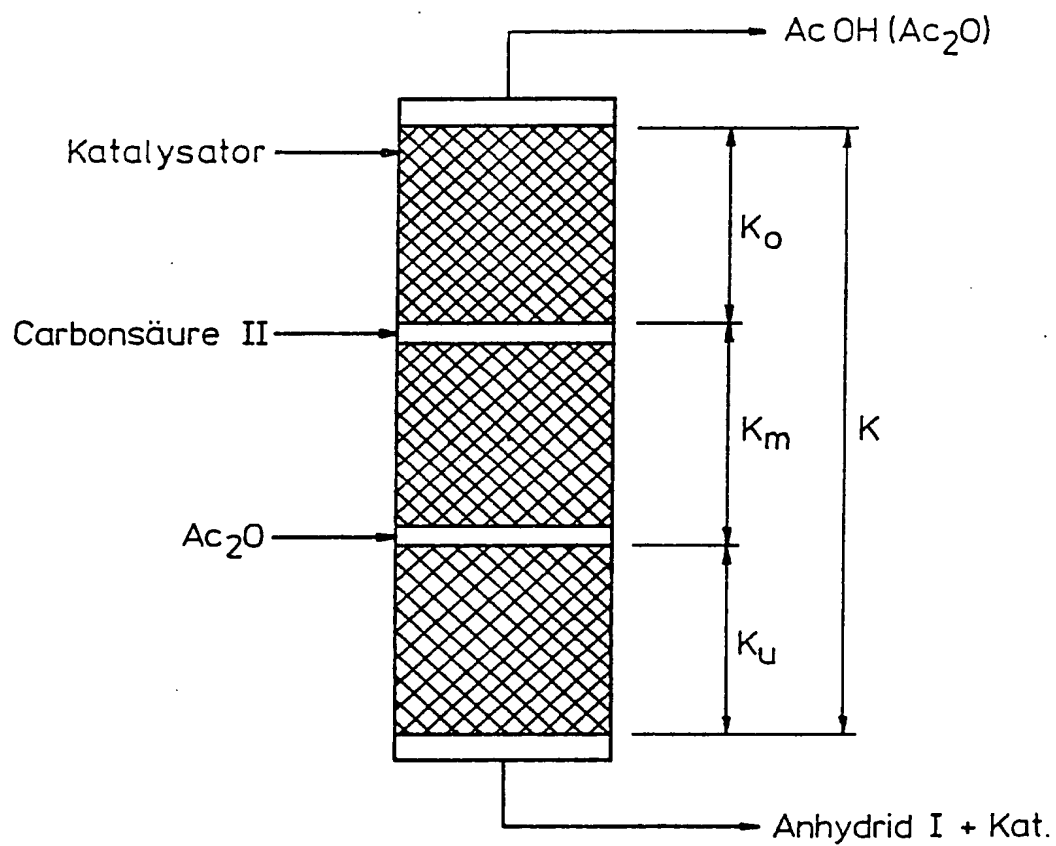 AcOH (Ac₂O)
Katalysator
Kₒ
Carbonsäure II
Kₘ
K
Ac₂O
Kᵤ
Anhydrid I + Kat.